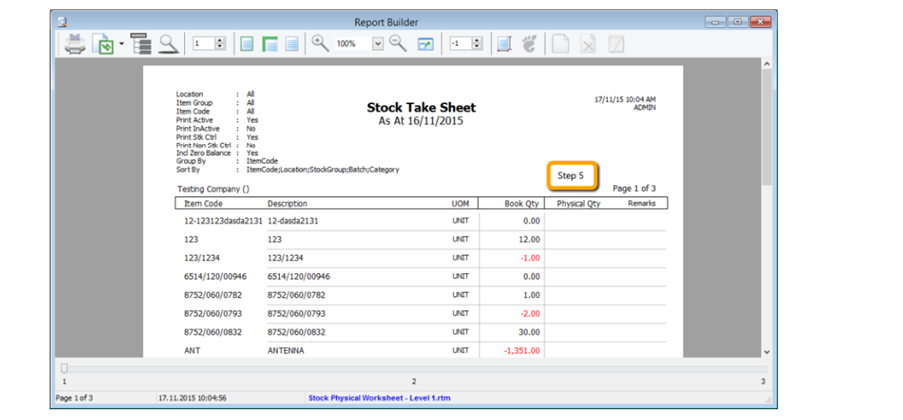 Report Builder
1
100%
-1
Location : All
Item Group : All
Item Code : All
Print Active : Yes
Print InActive : No
Print Stk Ctrl : Yes
Print Non Stk Ctrl : No
Incl Zero Balance : Yes
Group By : ItemCode
Sort By : ItemCode;Location;StockGroup;Batch;Category
Stock Take Sheet
As At 16/11/2015
17/11/15 10:04 AM
ADMIN
Step 5
Testing Company () Page 1 of 3
Item Code Description UOM Book Qty Physical Qty Remarks
12-123123dasda2131 12-dasda2131 UNIT 0.00
123 123 UNIT 12.00
123/1234 123/1234 UNIT -1.00
6514/120/00946 6514/120/00946 UNIT 0.00
8752/060/0782 8752/060/0782 UNIT 1.00
8752/060/0793 8752/060/0793 UNIT -2.00
8752/060/0832 8752/060/0832 UNIT 30.00
ANT ANTENNA UNIT -1,351.00
1 2 3
Page 1 of 3 17.11.2015 10:04:56 Stock Physical Worksheet - Level 1.rtm